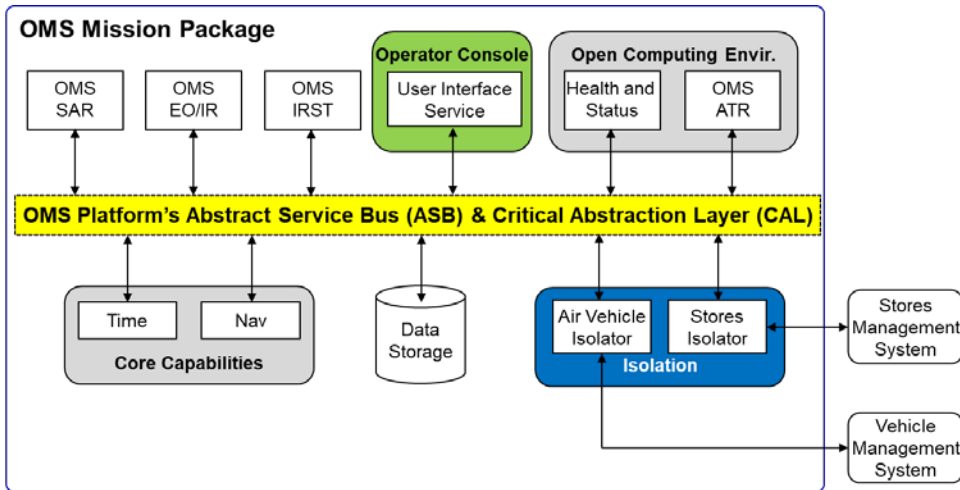 OMS Mission Package
Operator Console
Open Computing Envir.
OMS
SAR
OMS
EO/IR
OMS
IRST
User Interface
Service
Health and
Status
OMS
ATR
OMS Platform's Abstract Service Bus (ASB) & Critical Abstraction Layer (CAL)
Time
Nav
Core Capabilities
Data
Storage
Air Vehicle
Isolator
Stores
Isolator
Isolation
Stores
Management
System
Vehicle
Management
System